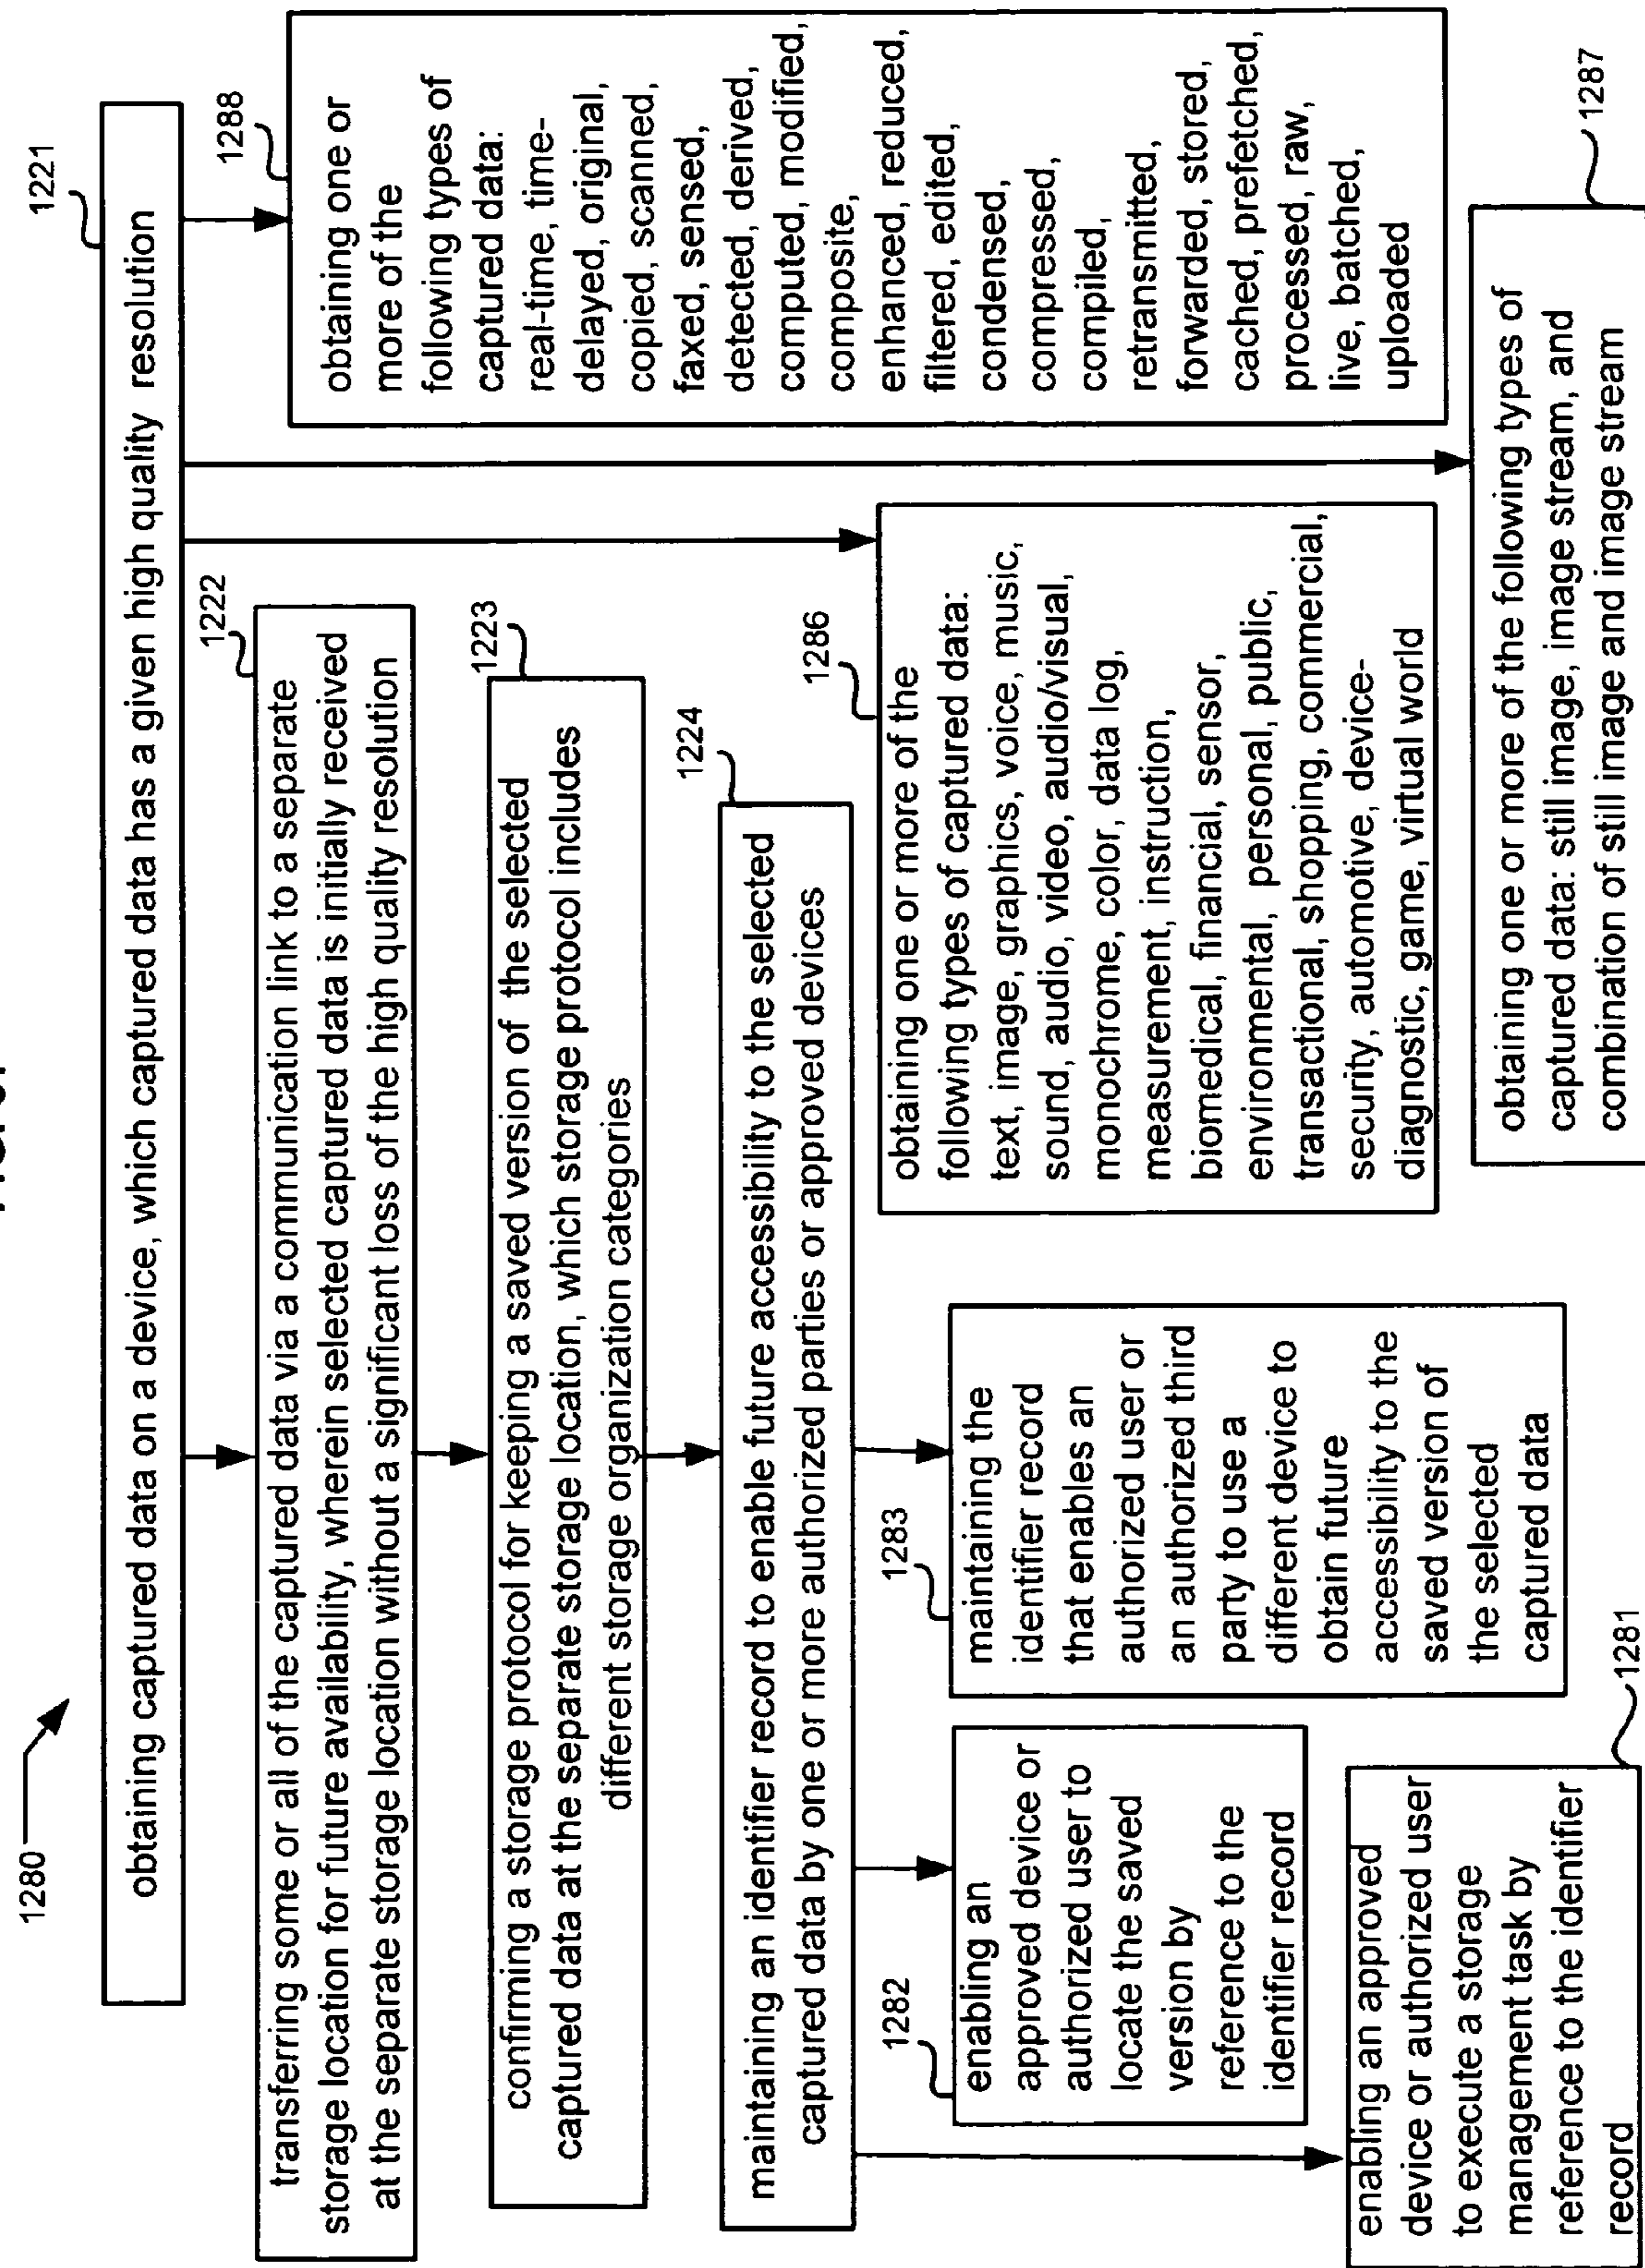 1280
1221
obtaining captured data on a device, which captured data has a given high quality resolution
1222
transferring some or all of the captured data via a communication link to a separate
storage location for future availability, wherein selected captured data is initially received
at the separate storage location without a significant loss of the high quality resolution
1223
confirming a storage protocol for keeping a saved version of the selected
captured data at the separate storage location, which storage protocol includes
different storage organization categories
1224
maintaining an identifier record to enable future accessibility to the selected
captured data by one or more authorized parties or approved devices
1282
enabling an
approved device or
authorized user to
locate the saved
version by
reference to the
identifier record
1281
enabling an approved
device or authorized user
to execute a storage
management task by
reference to the identifier
record
1283
maintaining the
identifier record
that enables an
authorized user or
an authorized third
party to use a
different device to
obtain future
accessibility to the
saved version of
the selected
captured data
1286
obtaining one or more of the
following types of captured data:
text, image, graphics, voice, music,
sound, audio, video, audio/visual,
monochrome, color, data log,
measurement, instruction,
biomedical, financial, sensor,
environmental, personal, public,
transactional, shopping, commercial,
security, automotive, device-
diagnostic, game, virtual world
1288
obtaining one or
more of the
following types of
captured data:
real-time, time-
delayed, original,
copied, scanned,
faxed, sensed,
detected, derived,
computed, modified,
composite,
enhanced, reduced,
filtered, edited,
condensed,
compressed,
compiled,
retransmitted,
forwarded, stored,
cached, prefetched,
processed, raw,
live, batched,
uploaded
1287
obtaining one or more of the following types of
captured data: still image, image stream, and
combination of still image and image stream